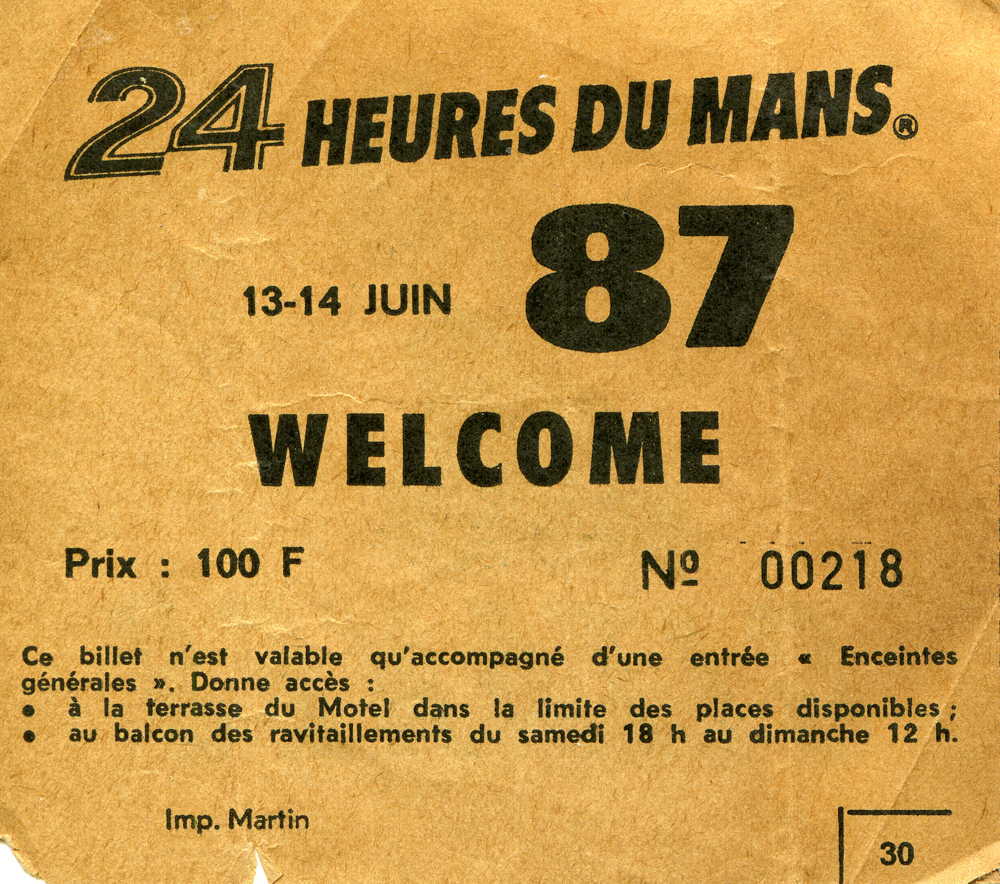 24 HEURES DU MANS®
87
13-14 JUIN
WELCOME
Prix : 100 F
Nº 00218
Ce billet n'est valable qu'accompagné d'une entrée « Enceintes
générales ». Donne accès :
• à la terrasse du Motel dans la limite des places disponibles ;
• au balcon des ravitaillements du samedi 18 h au dimanche 12 h.
Imp. Martin
30